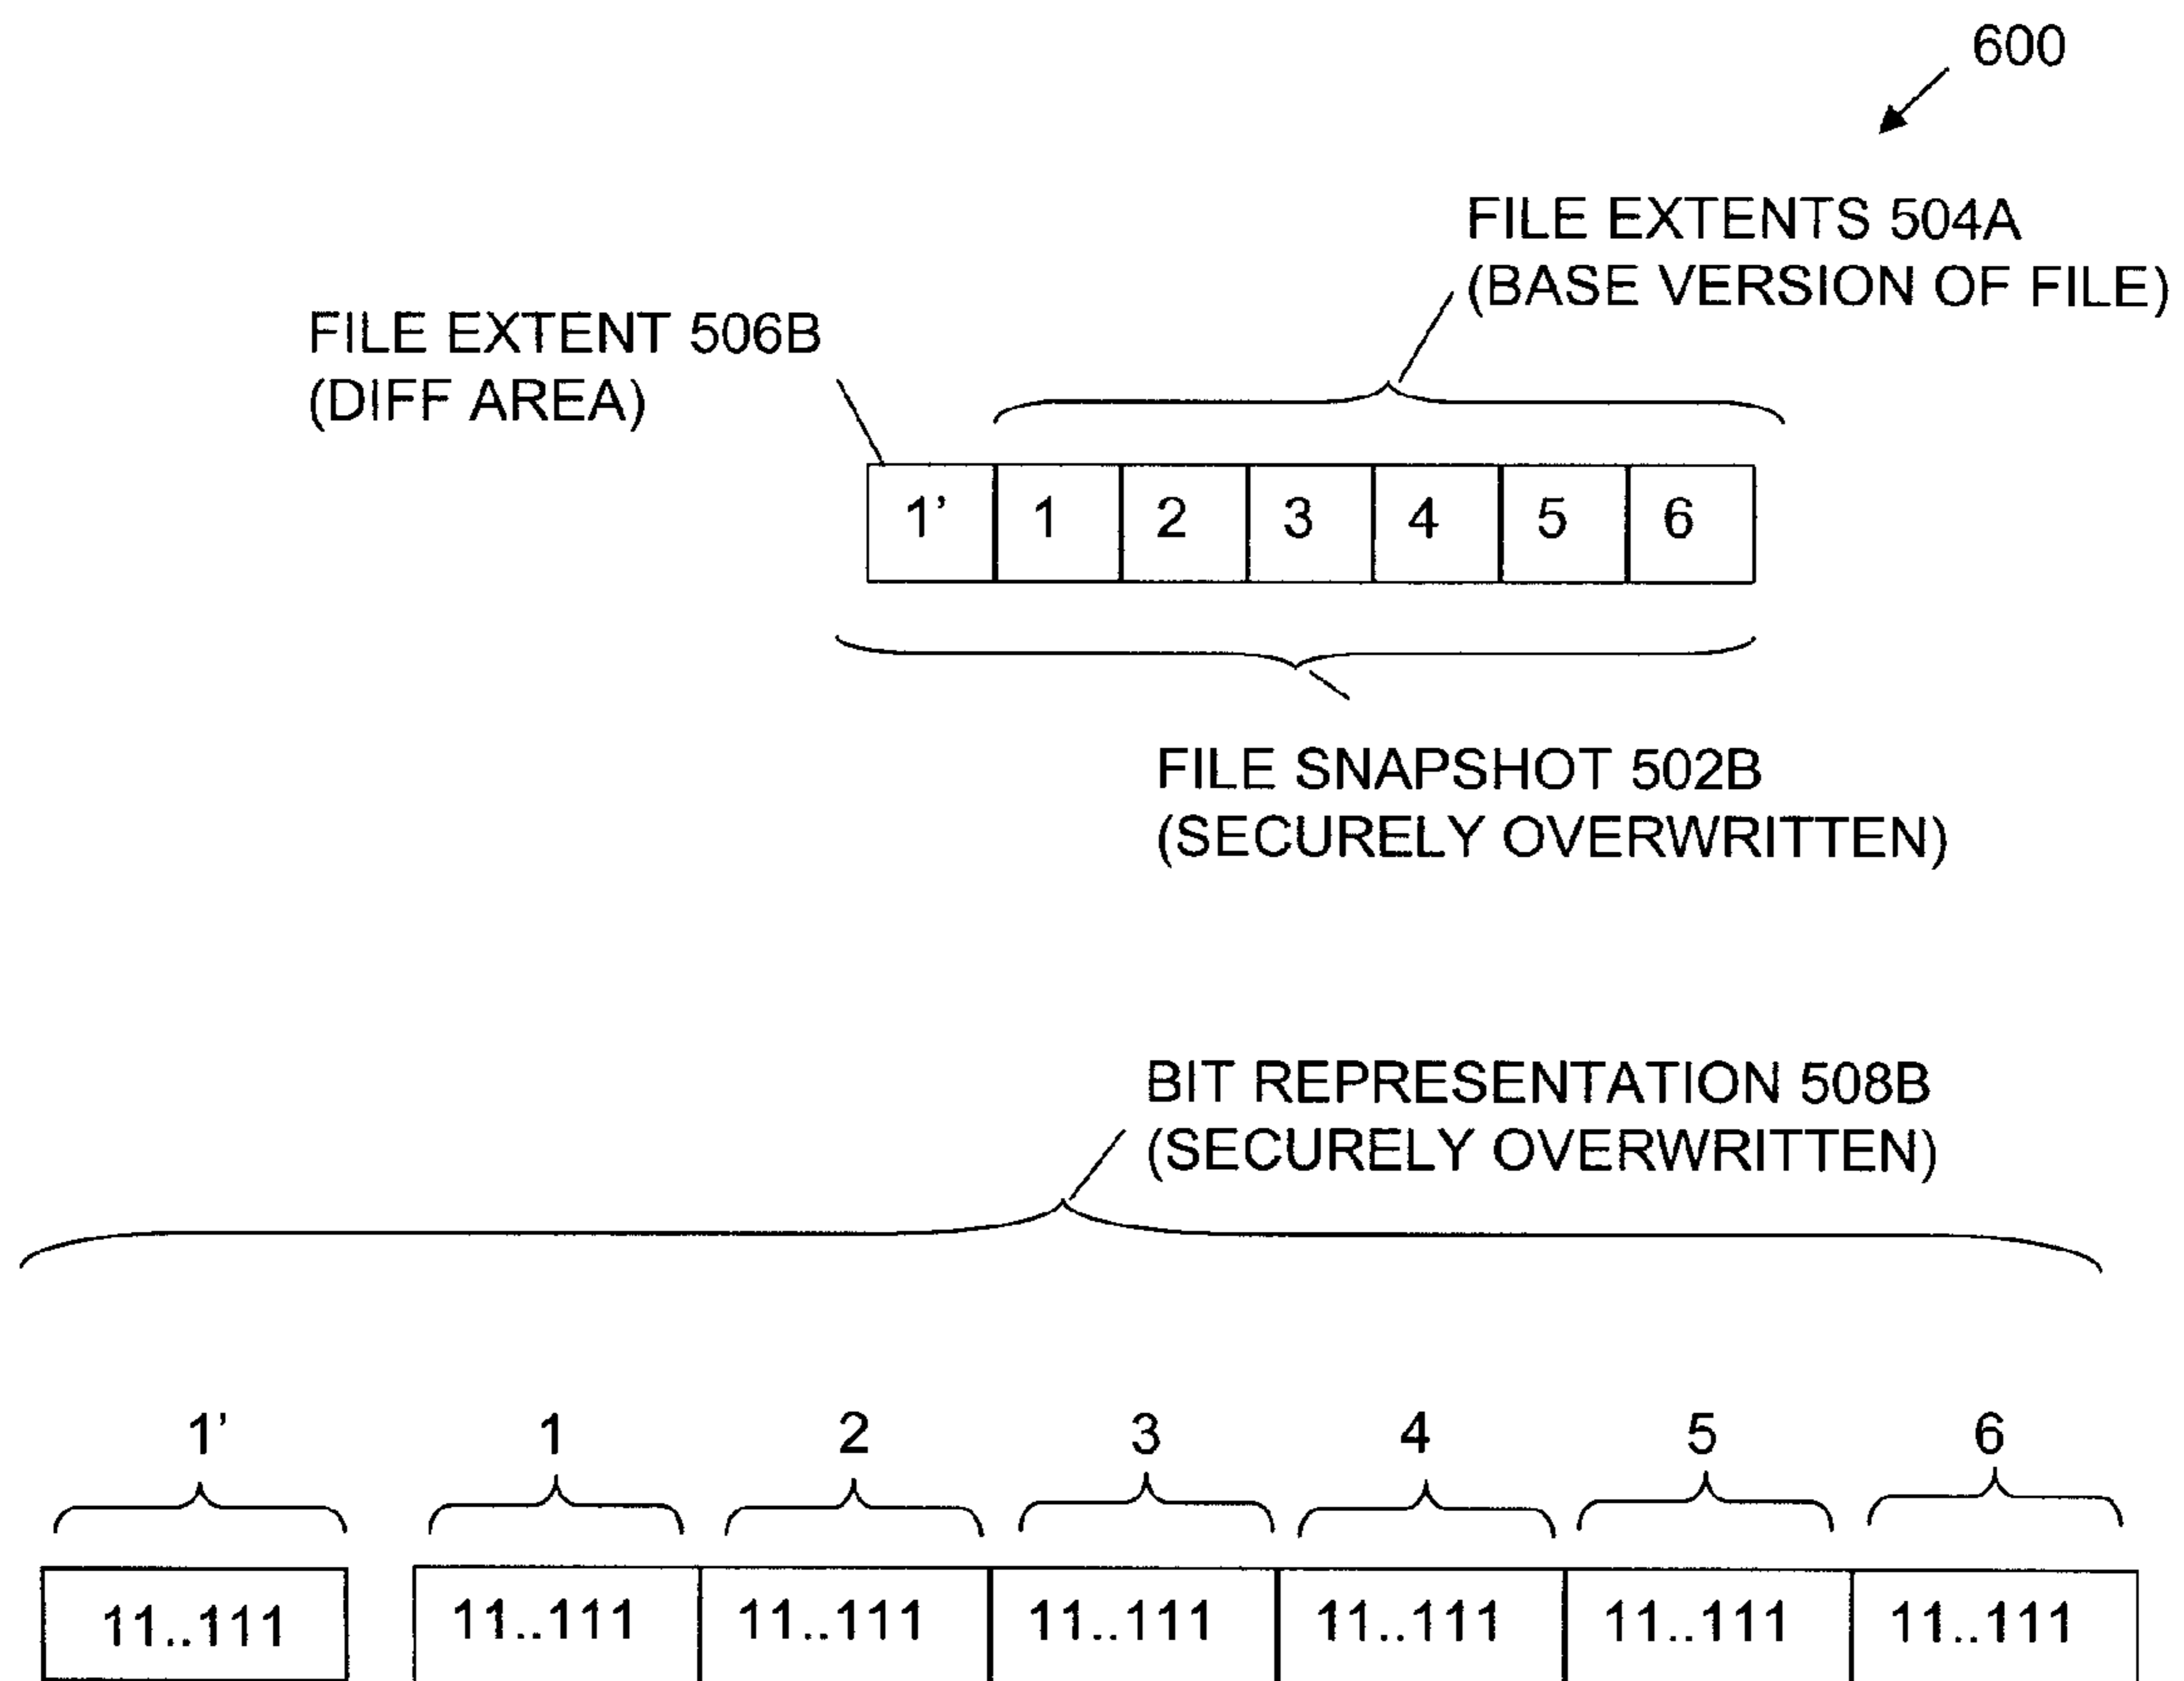 600
FILE EXTENTS 504A
(BASE VERSION OF FILE)
FILE EXTENT 506B
(DIFF AREA)
1' 1 2 3 4 5 6
FILE SNAPSHOT 502B
(SECURELY OVERWRITTEN)
BIT REPRESENTATION 508B
(SECURELY OVERWRITTEN)
1' 1 2 3 4 5 6
11..111 11..111 11..111 11..111 11..111 11..111 11..111